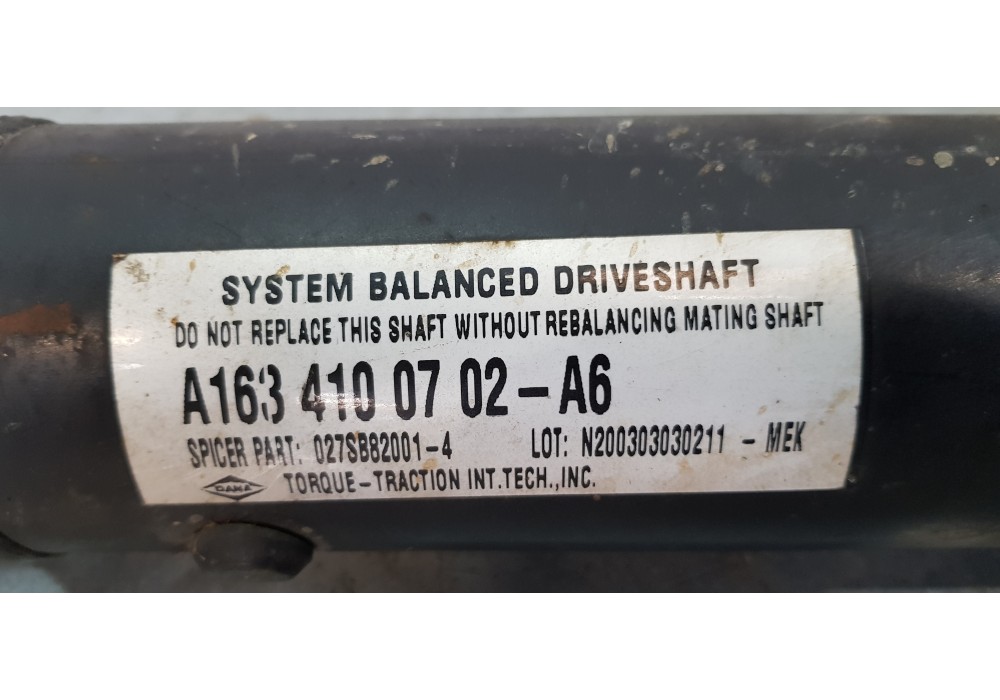 SYSTEM BALANCED DRIVESHAFT
DO NOT REPLACE THIS SHAFT WITHOUT REBALANCING MATING SHAFT
A163 410 07 02-A6
SPICER PART: 027SB82001-4 LOT: N200303030211 - MEK
DANA TORQUE-TRACTION INT.TECH.,INC.